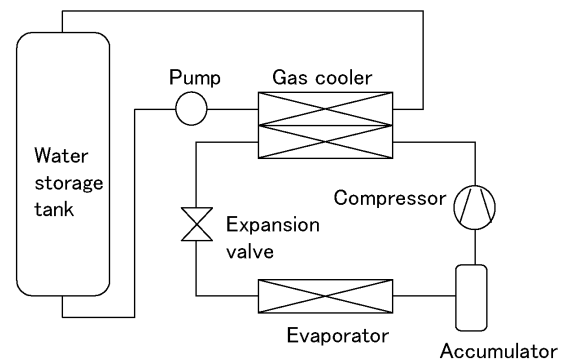 Pump
Gas cooler
Water
storage
tank
Compressor
Expansion
valve
Evaporator
Accumulator